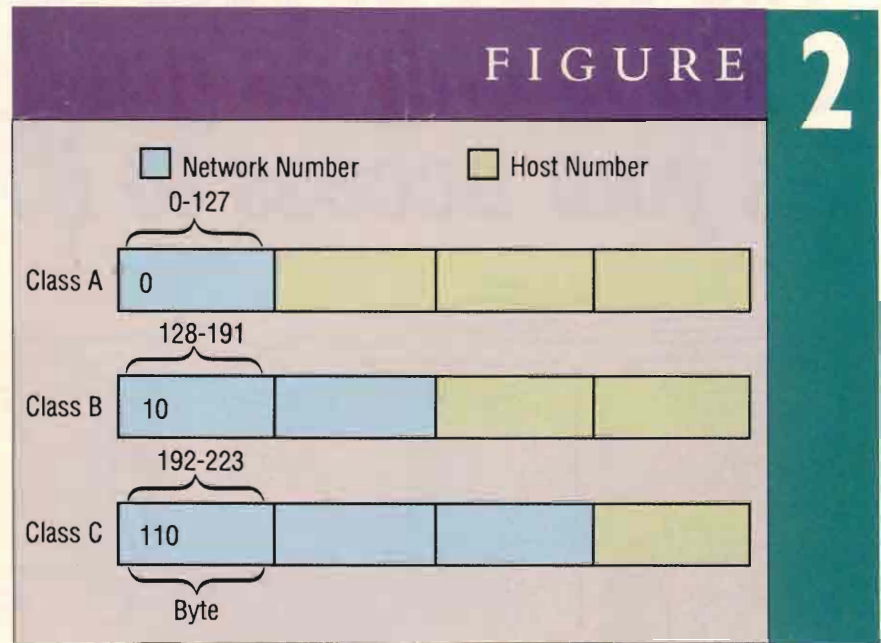 FIGURE 2
Network Number Host Number
0-127
Class A 0
128-191
Class B 10
192-223
Class C 110
Byte